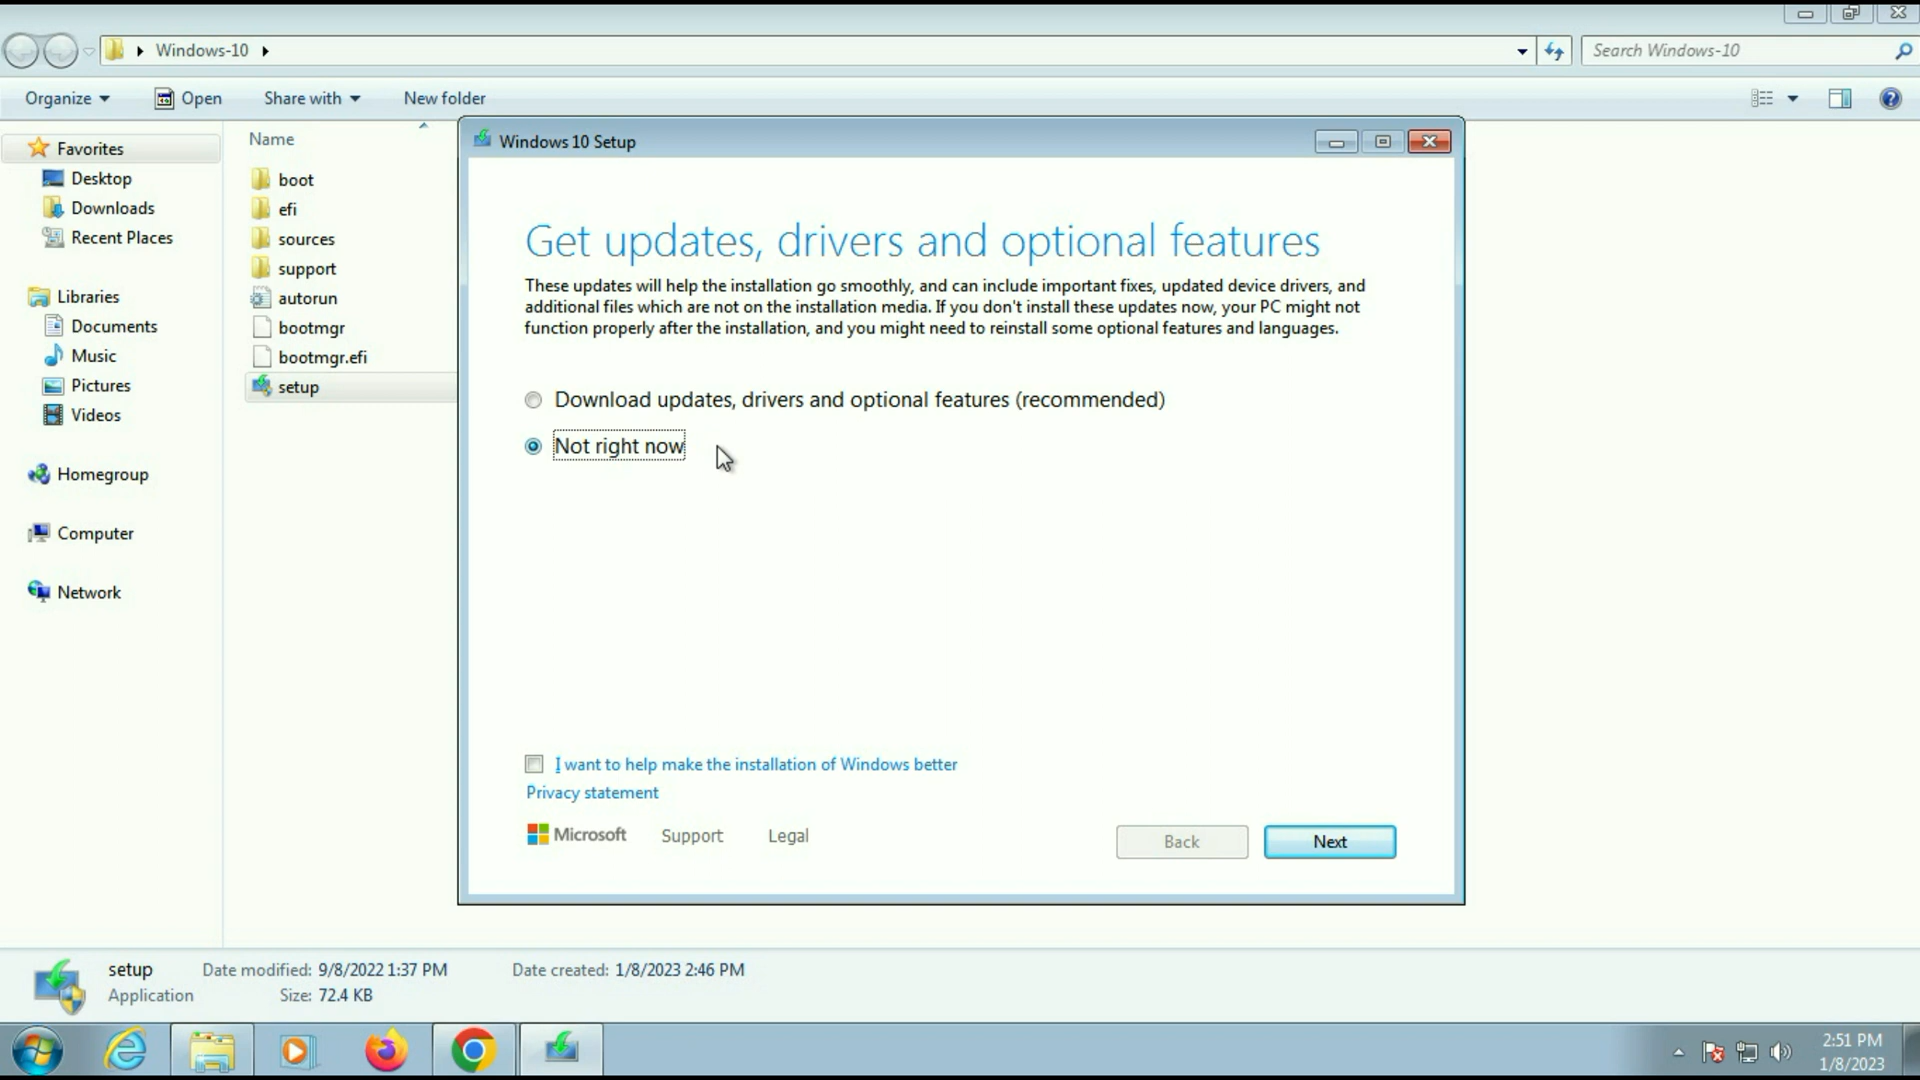 Windows-10
Search Windows-10
Organize
Open
Share with
New folder
Favorites
Desktop
Downloads
Recent Places
Libraries
Documents
Music
Pictures
Videos
Homegroup
Computer
Network
Name
boot
efi
sources
support
autorun
bootmgr
bootmgr.efi
setup
Windows 10 Setup
Get updates, drivers and optional features
These updates will help the installation go smoothly, and can include important fixes, updated device drivers, and
additional files which are not on the installation media. If you don't install these updates now, your PC might not
function properly after the installation, and you might need to reinstall some optional features and languages.
Download updates, drivers and optional features (recommended)
Not right now
I want to help make the installation of Windows better
Privacy statement
Microsoft
Support
Legal
Back
Next
setup
Date modified: 9/8/2022 1:37 PM
Date created: 1/8/2023 2:46 PM
Application
Size: 72.4 KB
2:51 PM
1/8/2023